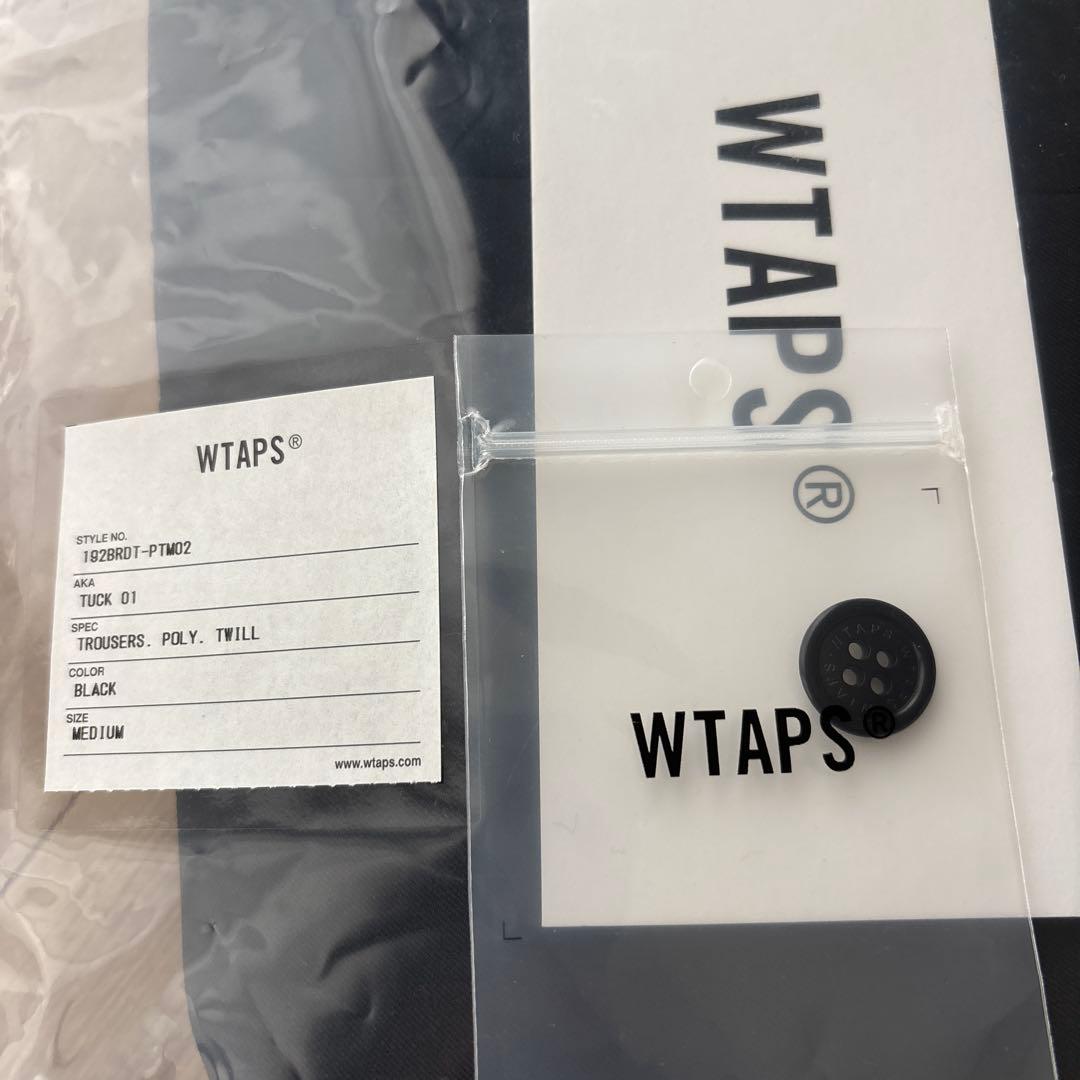 WTAPS®
WTAPS®
STYLE NO.
192BRDT-PTM02
AKA
TUCK 01
SPEC
TROUSERS. POLY. TWILL
COLOR
BLACK
SIZE
MEDIUM
www.wtaps.com
WTAPS
WTAPS®